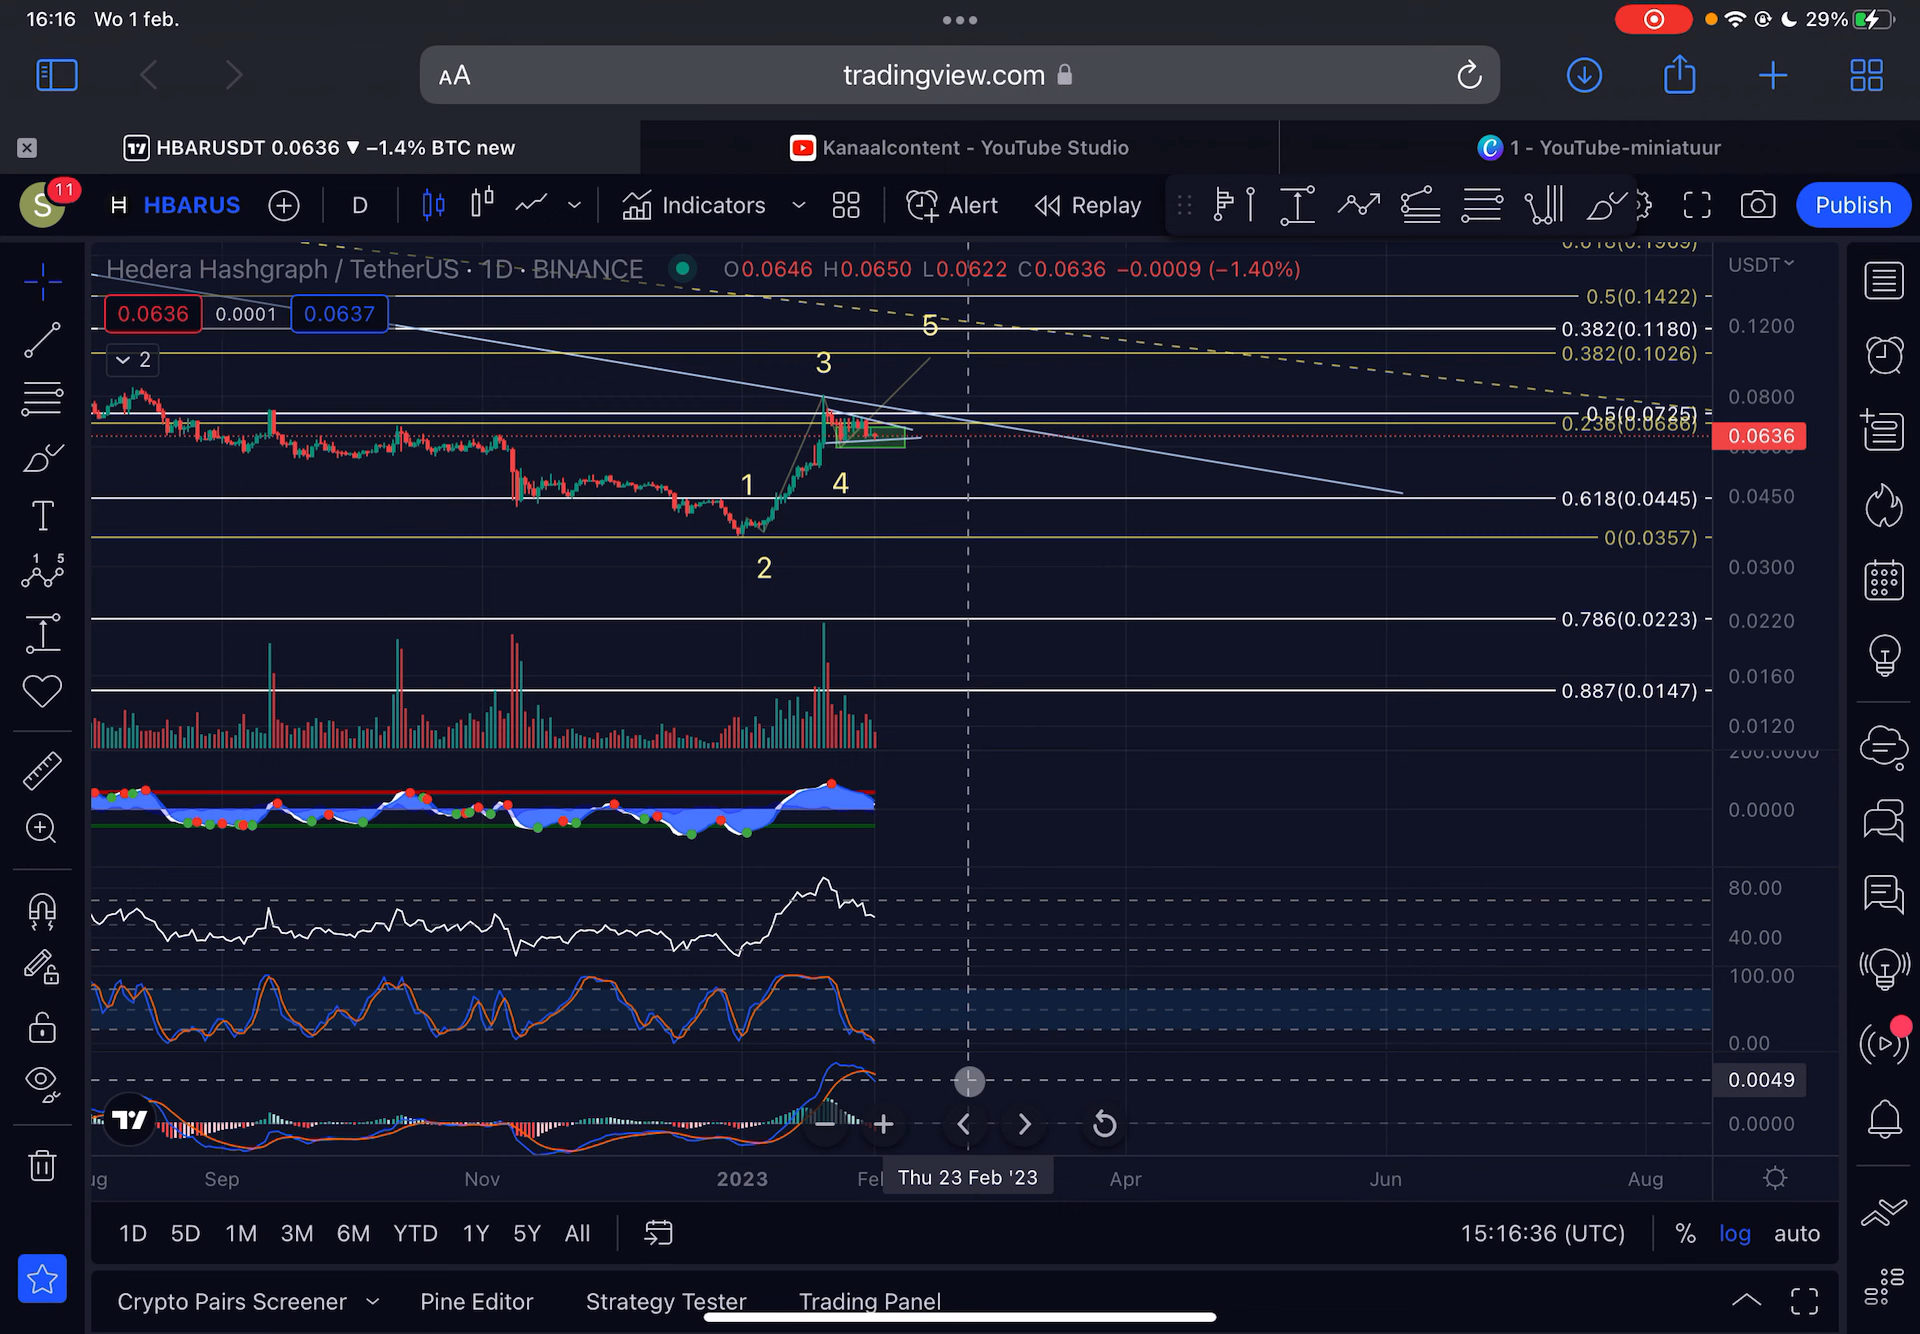 16:16 Wo 1 feb.
29%
AA
tradingview.com
HBARUSDT 0.0636 ▼ −1.4% BTC new
Kanaalcontent - YouTube Studio
1 - YouTube-miniatuur
S 11
H HBARUS
D
Indicators
Alert
Replay
Publish
Hedera Hashgraph / TetherUS · 1D · BINANCE
O0.0646 H0.0650 L0.0622 C0.0636 −0.0009 (−1.40%)
USDT
0.618(0.1969)
0.0636
0.0001
0.0637
0.5(0.1422)
0.382(0.1180)
0.1200
0.382(0.1026)
2
5
3
0.0800
0.5(0.0725)
0.236(0.0686)
0.0636
1
4
0.618(0.0445)
0.0450
0(0.0357)
2
0.0300
0.786(0.0223)
0.0220
0.0160
0.887(0.0147)
0.0120
200.0000
0.0000
80.00
40.00
100.00
0.00
0.0049
0.0000
T
1 5
Sep
Nov
2023
Thu 23 Feb '23
Apr
Jun
Aug
1D 5D 1M 3M 6M YTD 1Y 5Y All
15:16:36 (UTC)
% log auto
Crypto Pairs Screener
Pine Editor
Strategy Tester
Trading Panel